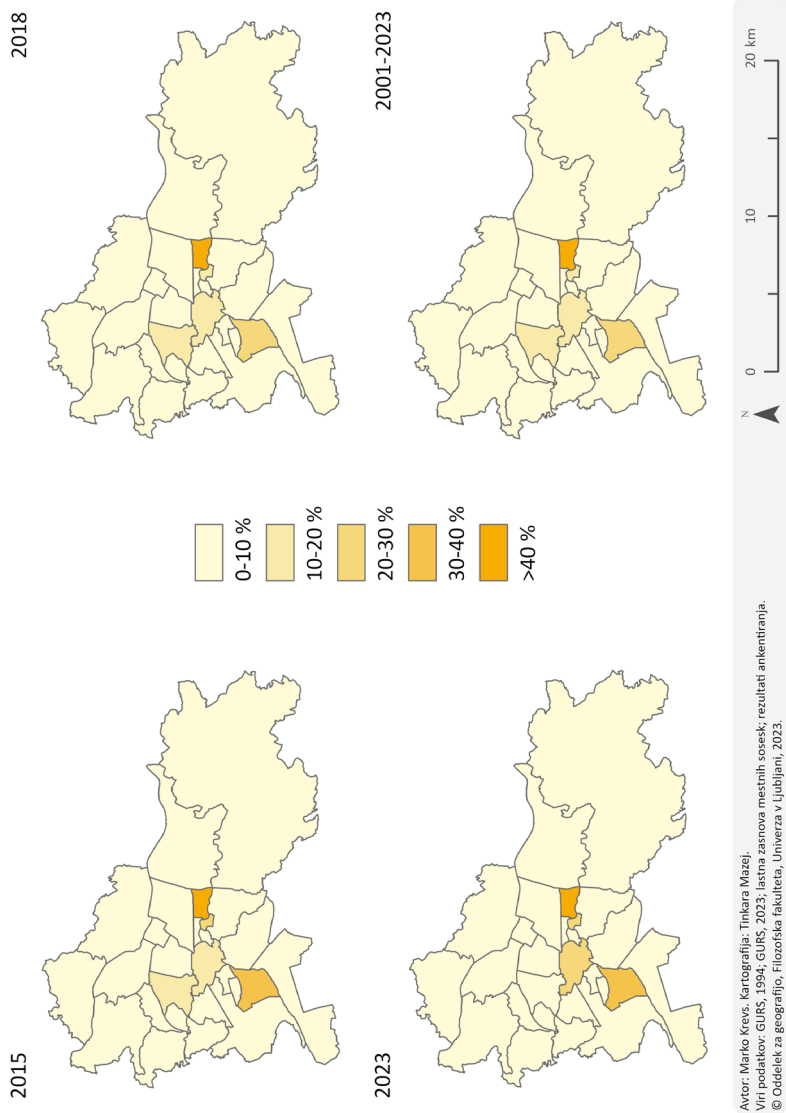 2015
2018
0-10 %
10-20 %
20-30 %
30-40 %
>40 %
2023
2001-2023
Avtor: Marko Krevs. Kartografija: Tinkara Mazej.
Viri podatkov: GURS, 1994; GURS, 2023; lastna zasnova mestnih sosesk; rezultati ankentiranja.
© Oddelek za geografijo, Filozofska fakulteta, Univerza v Ljubljani, 2023.
N
0
10
20 km